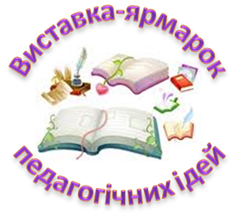 Виставка-ярмарок
педагогічних ідей